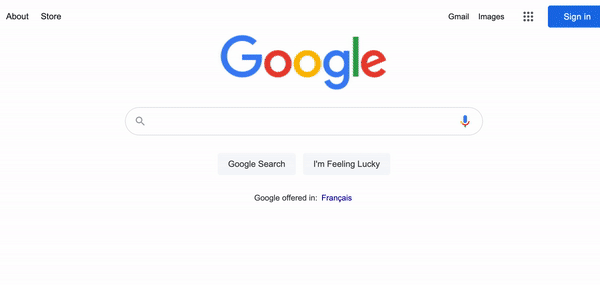 About Store Gmail Images Sign in
Google
Google Search I'm Feeling Lucky
Google offered in: Français